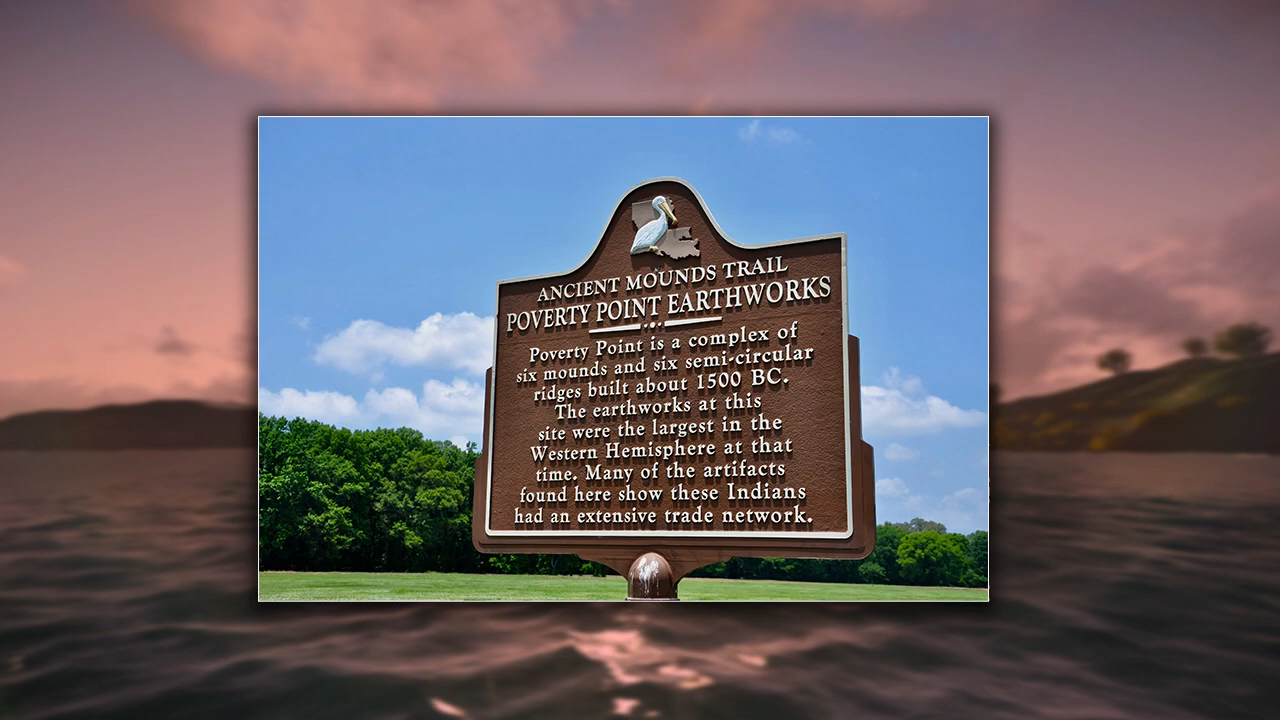 ANCIENT MOUNDS TRAIL
POVERTY POINT EARTHWORKS
Poverty Point is a complex of
six mounds and six semi-circular
ridges built about 1500 BC.
The earthworks at this
site were the largest in the
Western Hemisphere at that
time. Many of the artifacts
found here show these Indians
had an extensive trade network.